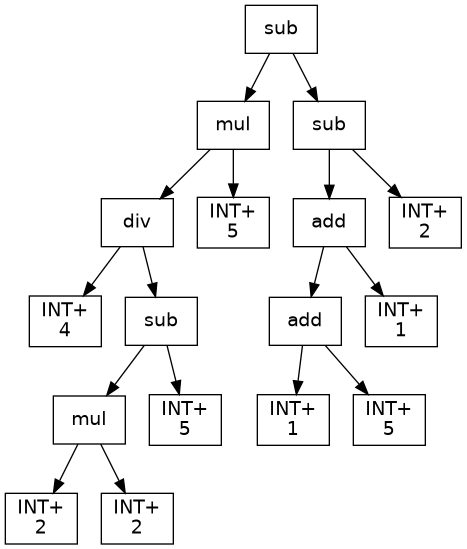 sub
mul
sub
div
INT+
5
add
INT+
2
INT+
4
sub
add
INT+
1
mul
INT+
5
INT+
1
INT+
5
INT+
2
INT+
2